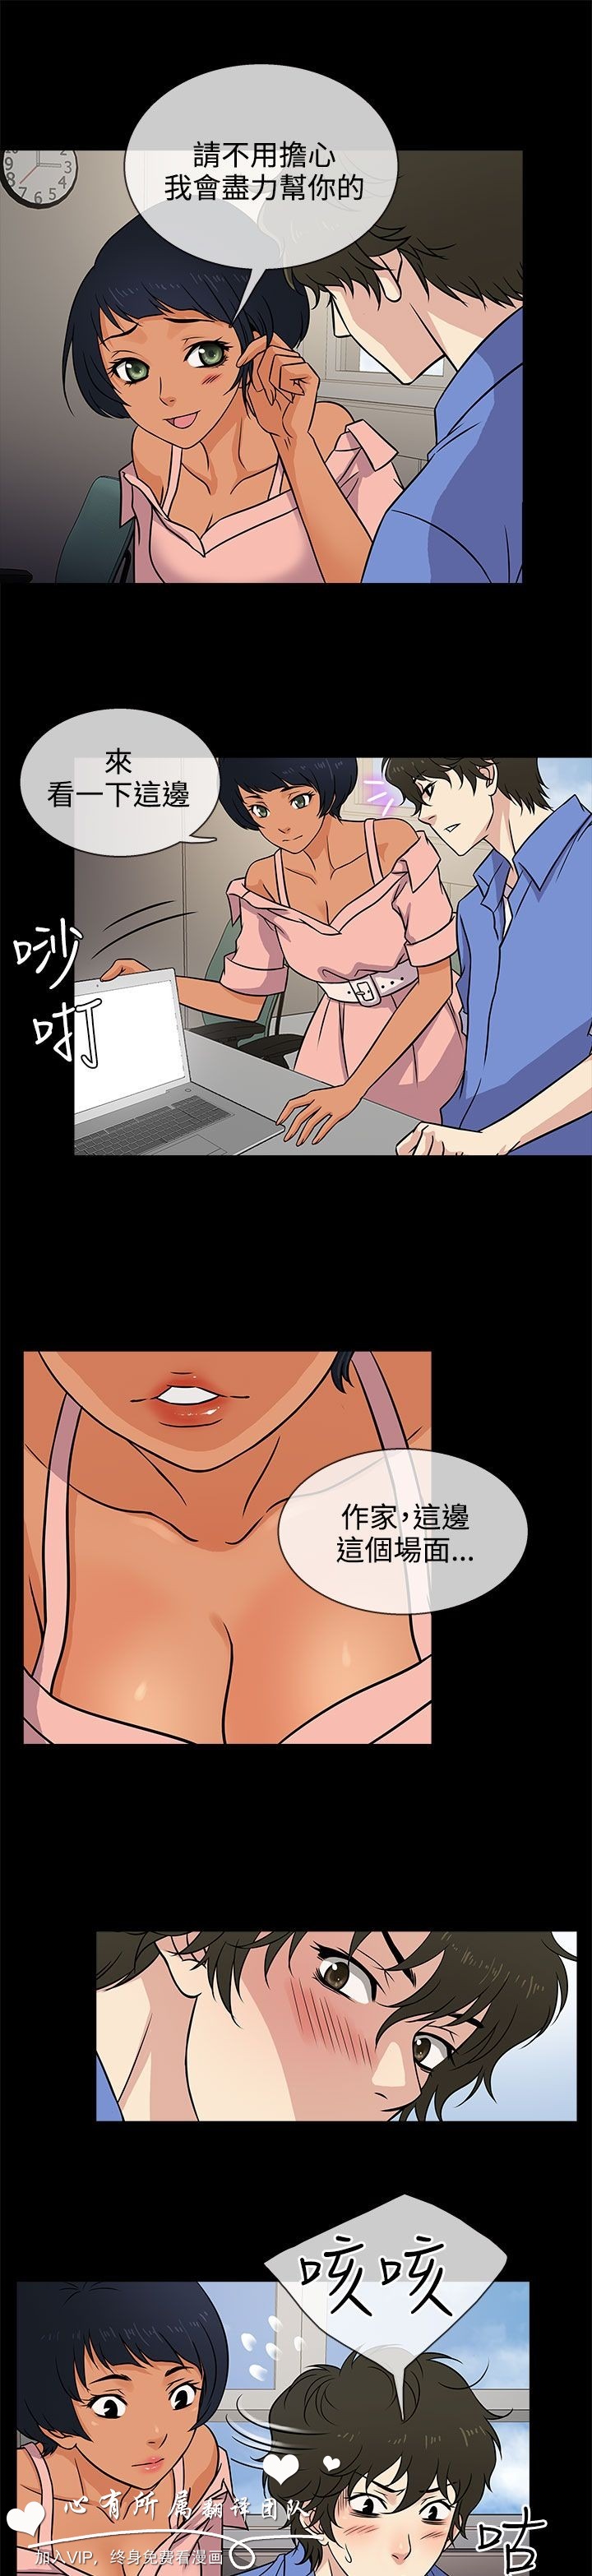 請不用擔心
我會盡力幫你的
來
看一下這邊
唦
啪
作家，這邊
這個場面…
咳咳
咕
心有所属翻译团队
加入VIP，终身免费看漫画